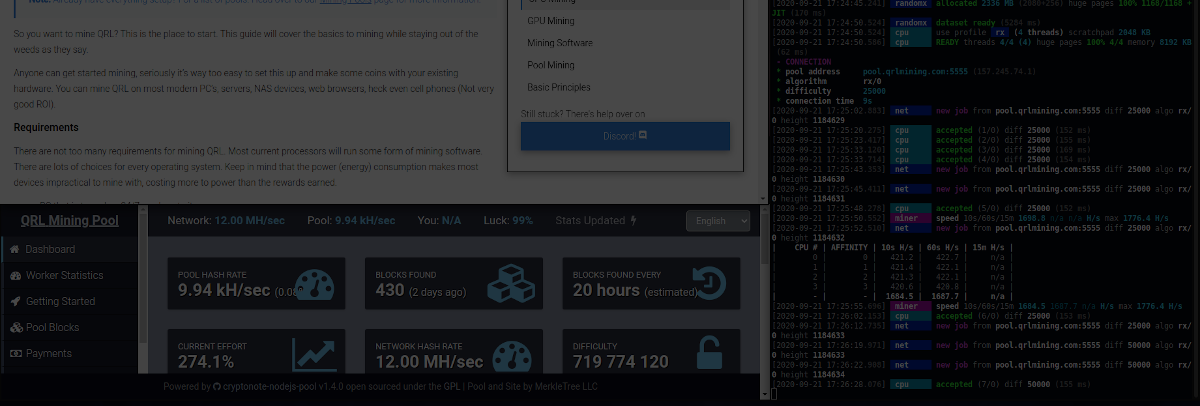 Note: Already have everything setup? For a list of pools? Head over to our Mining Pools page for more information.
So you want to mine QRL? This is the place to start. This guide will cover the basics to mining while staying out of the
weeds as they say.
Anyone can get started mining, seriously it's way too easy to set this up and make some coins with your existing
hardware. You can mine QRL on most modern PC's, servers, NAS devices, web browsers, heck even cell phones (Not very
good ROI).
Requirements
There are not too many requirements for mining QRL. Most current processors will run some form of mining software.
There are lots of choices for every operating system. Keep in mind that the power (energy) consumption makes most
devices impractical to mine with, costing more to power than the rewards earned.
CPU Mining
GPU Mining
Mining Software
Pool Mining
Basic Principles
Still stuck? There's help over on
Discord!
QRL Mining Pool
Dashboard
Worker Statistics
Getting Started
Pool Blocks
Payments
Network: 12.00 MH/sec Pool: 9.94 kH/sec You: N/A Luck: 99% Stats Updated English
POOL HASH RATE
9.94 kH/sec (0.08
BLOCKS FOUND
430 (2 days ago)
BLOCKS FOUND EVERY
20 hours (estimated)
CURRENT EFFORT
274.1%
NETWORK HASH RATE
12.00 MH/sec
DIFFICULTY
719 774 120
Powered by cryptonote-nodejs-pool v1.4.0 open sourced under the GPL | Pool and Site by MerkleTree LLC
[2020-09-21 17:24:45.241] randomx allocated 2336 MB (2080+256) huge pages 100% 1168/1168 +
JIT (170 ms)
[2020-09-21 17:24:50.524] randomx dataset ready (5284 ms)
[2020-09-21 17:24:50.524] cpu use profile rx (4 threads) scratchpad 2048 KB
[2020-09-21 17:24:50.586] cpu READY threads 4/4 (4) huge pages 100% 4/4 memory 8192 KB
(62 ms)
- CONNECTION
* pool address pool.qrlmining.com:5555 (157.245.74.1)
* algorithm rx/0
* difficulty 25000
* connection time 9s
[2020-09-21 17:25:02.083] net new job from pool.qrlmining.com:5555 diff 25000 algo rx/
0 height 1184629
[2020-09-21 17:25:20.275] cpu accepted (1/0) diff 25000 (152 ms)
[2020-09-21 17:25:23.417] cpu accepted (2/0) diff 25000 (155 ms)
[2020-09-21 17:25:33.120] cpu accepted (3/0) diff 25000 (169 ms)
[2020-09-21 17:25:33.714] cpu accepted (4/0) diff 25000 (154 ms)
[2020-09-21 17:25:43.353] net new job from pool.qrlmining.com:5555 diff 25000 algo rx/
0 height 1184630
[2020-09-21 17:25:45.411] net new job from pool.qrlmining.com:5555 diff 25000 algo rx/
0 height 1184631
[2020-09-21 17:25:48.276] cpu accepted (5/0) diff 25000 (153 ms)
[2020-09-21 17:25:50.552] miner speed 10s/60s/15m 1698.8 n/a n/a H/s max 1776.4 H/s
[2020-09-21 17:25:52.510] net new job from pool.qrlmining.com:5555 diff 25000 algo rx/
0 height 1184632
| CPU # | AFFINITY | 10s H/s | 60s H/s | 15m H/s |
| 0 | 0 | 421.2 | 422.7 | n/a |
| 1 | 1 | 421.4 | 422.1 | n/a |
| 2 | 2 | 421.3 | 422.1 | n/a |
| 3 | 3 | 420.6 | 420.8 | n/a |
| - | - | 1684.5 | 1687.7 | n/a |
[2020-09-21 17:25:55.696] miner speed 10s/60s/15m 1684.5 1687.7 n/a H/s max 1776.4 H/s
[2020-09-21 17:26:02.153] cpu accepted (6/0) diff 25000 (153 ms)
[2020-09-21 17:26:12.735] net new job from pool.qrlmining.com:5555 diff 25000 algo rx/
0 height 1184633
[2020-09-21 17:26:19.071] net new job from pool.qrlmining.com:5555 diff 50000 algo rx/
0 height 1184633
[2020-09-21 17:26:22.980] net new job from pool.qrlmining.com:5555 diff 50000 algo rx/
0 height 1184634
[2020-09-21 17:26:28.076] cpu accepted (7/0) diff 50000 (155 ms)